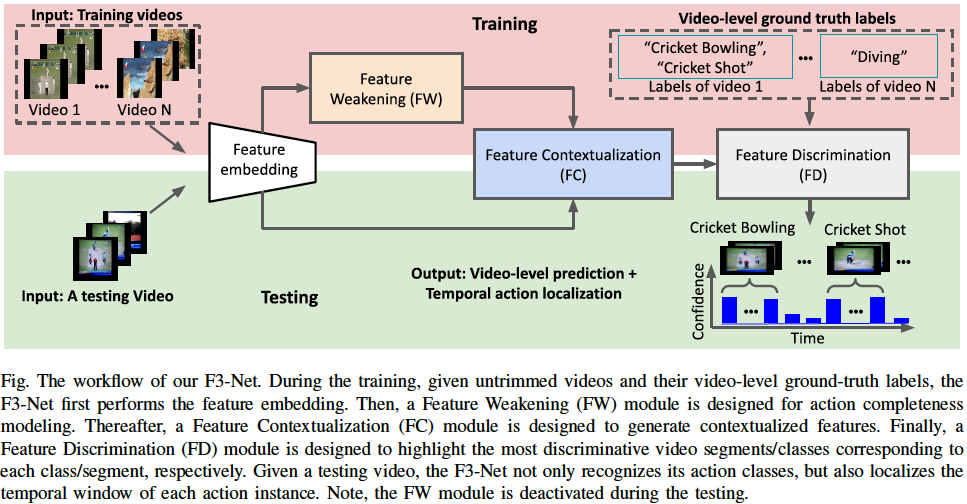 Input: Training videos
Training
Video-level ground truth labels
Video 1
...
Video N
"Cricket Bowling",
"Cricket Shot"
...
"Diving"
Labels of video 1
Labels of video N
Feature
Weakening (FW)
Feature
embedding
Feature Contextualization
(FC)
Feature Discrimination
(FD)
Input: A testing Video
Testing
Output: Video-level prediction +
Temporal action localization
Cricket Bowling
Cricket Shot
...
...
Confidence
...
...
Time
Fig. The workflow of our F3-Net. During the training, given untrimmed videos and their video-level ground-truth labels, the
F3-Net first performs the feature embedding. Then, a Feature Weakening (FW) module is designed for action completeness
modeling. Thereafter, a Feature Contextualization (FC) module is designed to generate contextualized features. Finally, a
Feature Discrimination (FD) module is designed to highlight the most discriminative video segments/classes corresponding to
each class/segment, respectively. Given a testing video, the F3-Net not only recognizes its action classes, but also localizes the
temporal window of each action instance. Note, the FW module is deactivated during the testing.